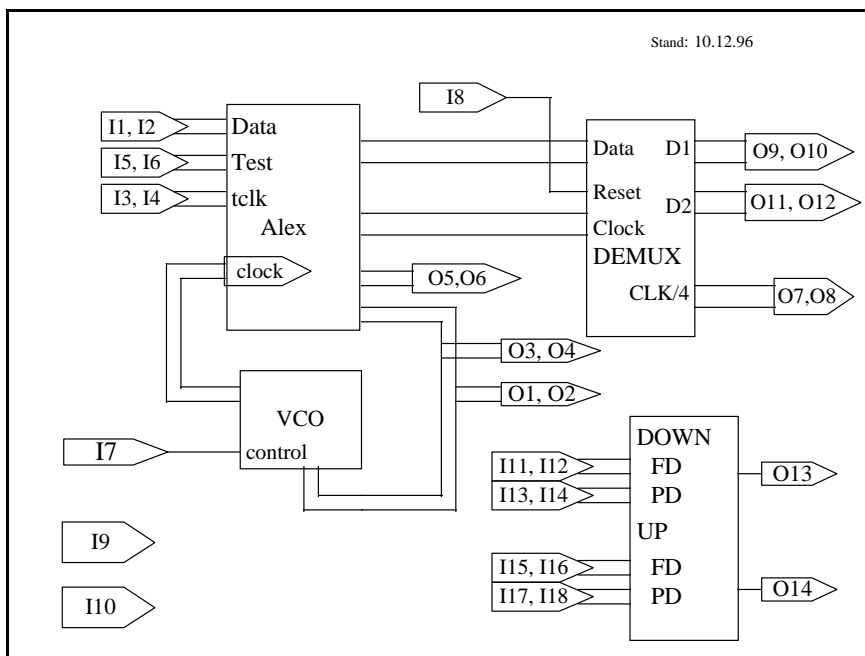 Stand: 10.12.96
I8
I1, I2
Data
I5, I6
Test
I3, I4
tclk
Alex
clock
Data
D1
O9, O10
Reset
D2
O11, O12
Clock
DEMUX
CLK/4
O7,O8
O5,O6
O3, O4
O1, O2
VCO
I7
control
I9
I10
DOWN
I11, I12
FD
O13
I13, I14
PD
UP
I15, I16
FD
I17, I18
PD
O14